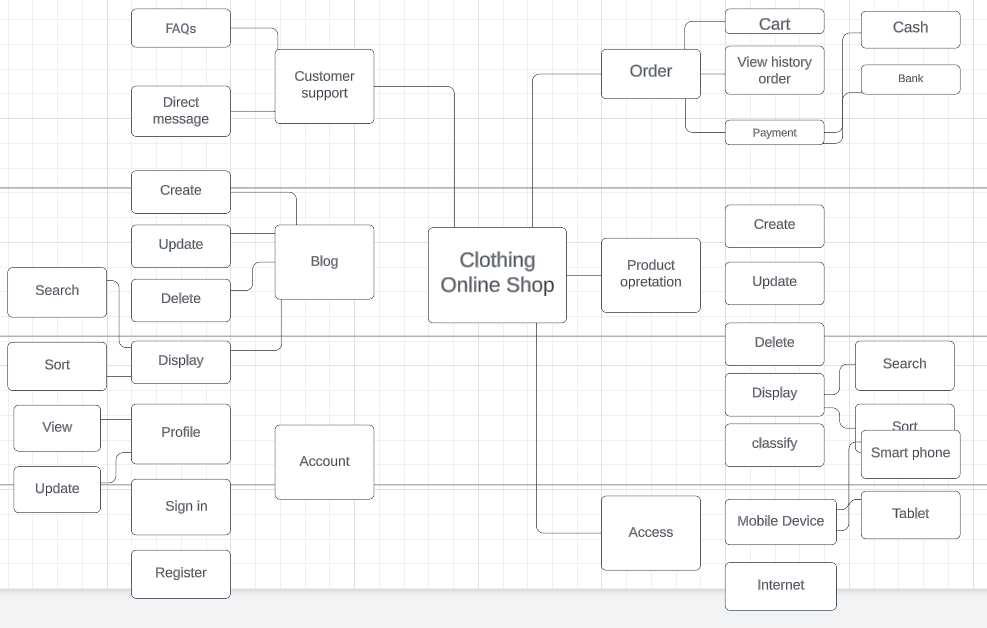 FAQs
Customer
support
Direct
message
Create
Update
Blog
Search
Delete
Sort
Display
View
Profile
Account
Update
Sign in
Register
Clothing
Online Shop
Order
Cart
Cash
View history
order
Bank
Payment
Product
opretation
Create
Update
Delete
Display
Search
Sort
classify
Smart phone
Access
Mobile Device
Tablet
Internet